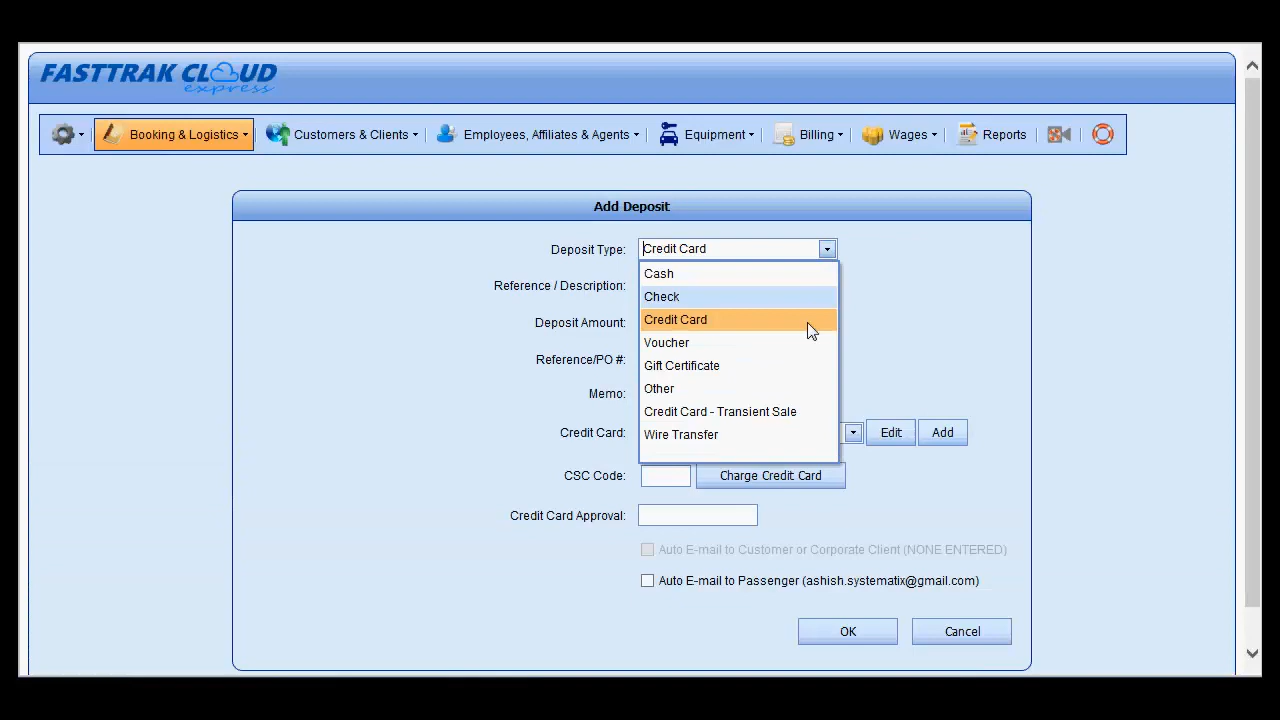 FASTTRAK CLOUD
express
Booking & Logistics Customers & Clients Employees, Affiliates & Agents Equipment Billing Wages Reports
Add Deposit
Deposit Type: Credit Card
Cash
Reference / Description:
Check
Deposit Amount: Credit Card
Voucher
Reference/PO #: Gift Certificate
Memo: Other
Credit Card - Transient Sale
Credit Card: Wire Transfer Edit Add
CSC Code: Charge Credit Card
Credit Card Approval:
Auto E-mail to Customer or Corporate Client (NONE ENTERED)
Auto E-mail to Passenger (ashish.systematix@gmail.com)
OK Cancel